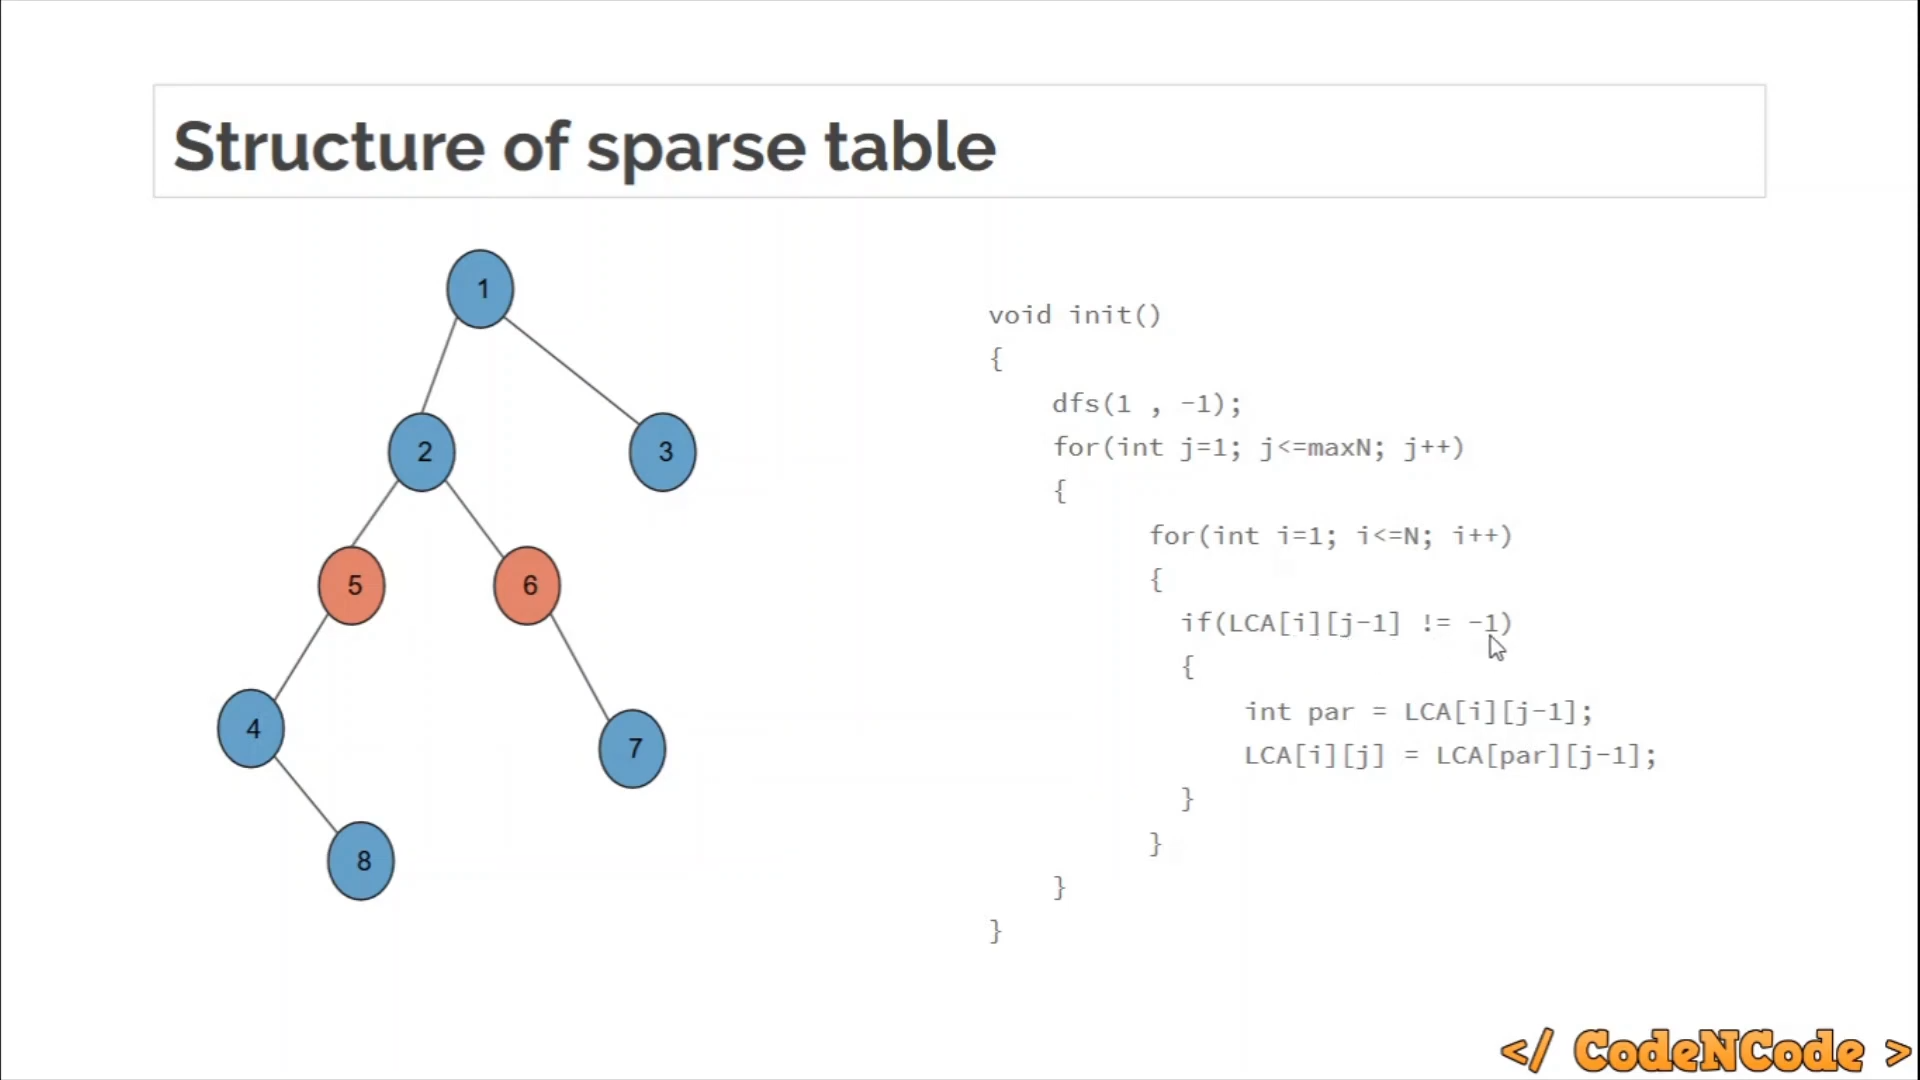 Structure of sparse table
1
2
3
5
6
4
7
8
void init()
{
dfs(1 , -1);
for(int j=1; j<=maxN; j++)
{
for(int i=1; i<=N; i++)
{
if(LCA[i][j-1] != -1)
{
int par = LCA[i][j-1];
LCA[i][j] = LCA[par][j-1];
}
}
}
}
</ CodeNCode >